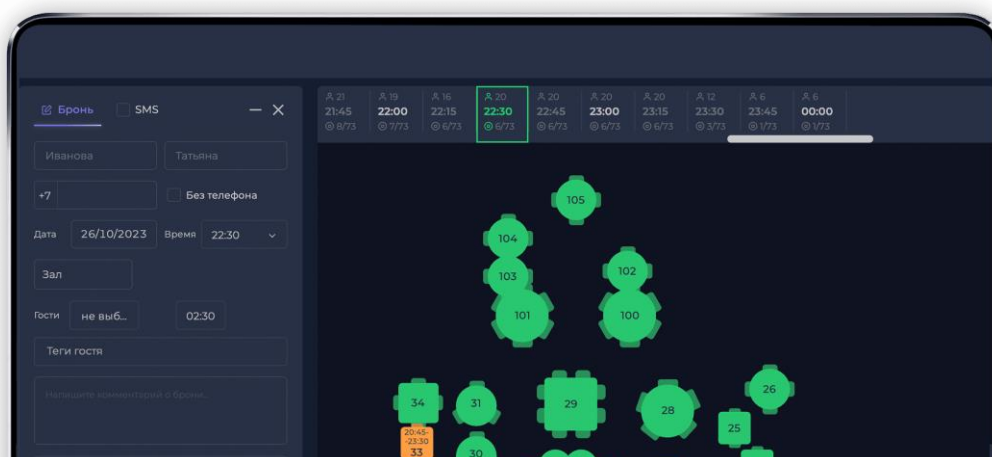 Бронь SMS
Иванова Татьяна
+7 Без телефона
Дата 26/10/2023 Время 22:30
Зал
Гости не выб... 02:30
Теги гостя
Напишите комментарий о брони...
21 19 16 20 20 20 20 12 6 6
21:45 22:00 22:15 22:30 22:45 23:00 23:15 23:30 23:45 00:00
8/73 7/73 6/73 6/73 6/73 6/73 6/73 3/73 1/73 1/73
105
104
103 102
101 100
26
34 31 29 28
25
20:45-
-23:30
33 30